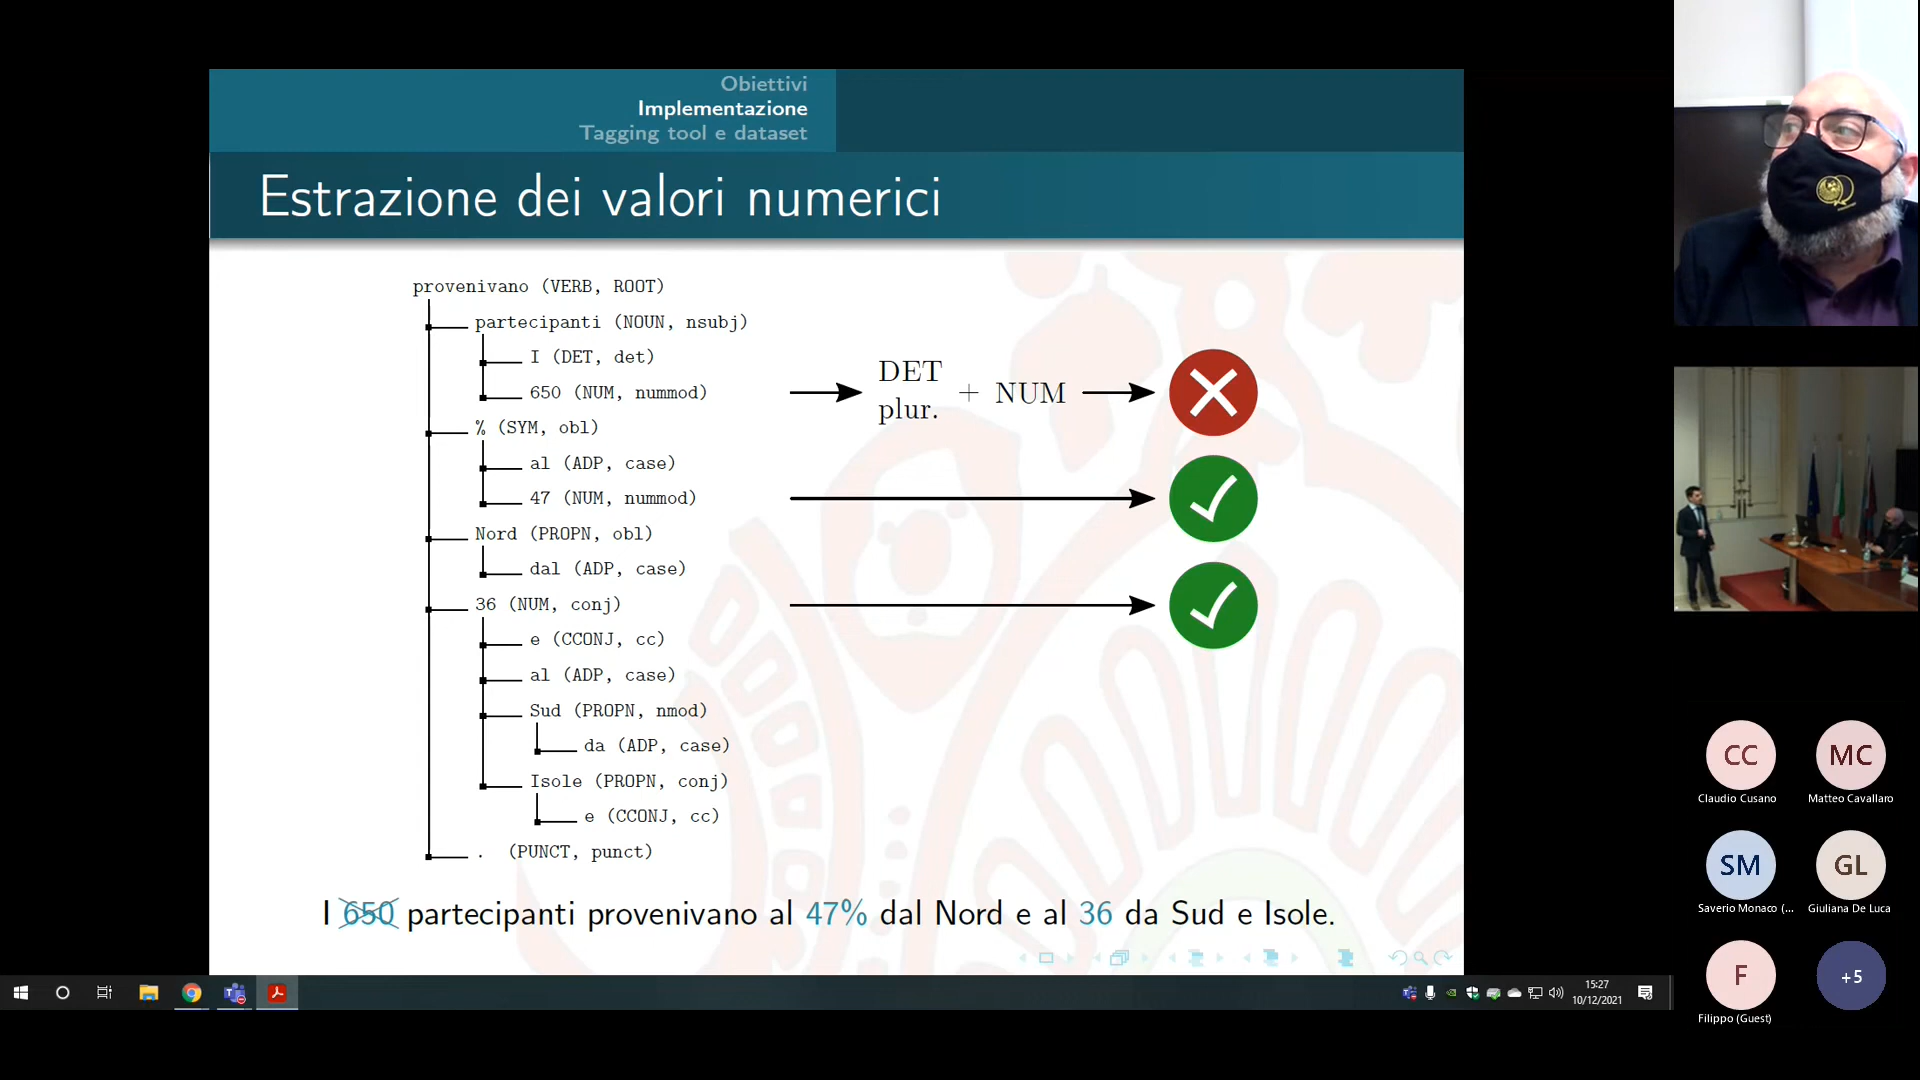 Obiettivi
Implementazione
Tagging tool e dataset
Estrazione dei valori numerici
provenivano (VERB, ROOT)
partecipanti (NOUN, nsubj)
I (DET, det)
650 (NUM, nummod)
DET
plur.
+ NUM
% (SYM, obl)
al (ADP, case)
47 (NUM, nummod)
Nord (PROPN, obl)
dal (ADP, case)
36 (NUM, conj)
e (CCONJ, cc)
al (ADP, case)
Sud (PROPN, nmod)
da (ADP, case)
Isole (PROPN, conj)
e (CCONJ, cc)
. (PUNCT, punct)
I 650 partecipanti provenivano al 47% dal Nord e al 36 da Sud e Isole.
CC
Claudio Cusano
MC
Matteo Cavallaro
SM
Saverio Monaco (...
GL
Giuliana De Luca
F
Filippo (Guest)
+5
15:27
10/12/2021